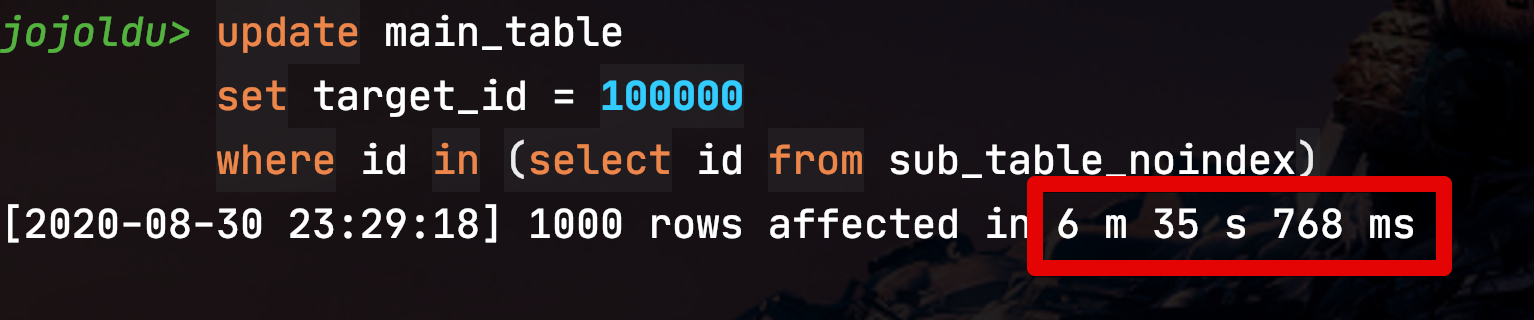 jojoldu> update main_table
set target_id = 100000
where id in (select id from sub_table_noindex)
[2020-08-30 23:29:18] 1000 rows affected in 6 m 35 s 768 ms